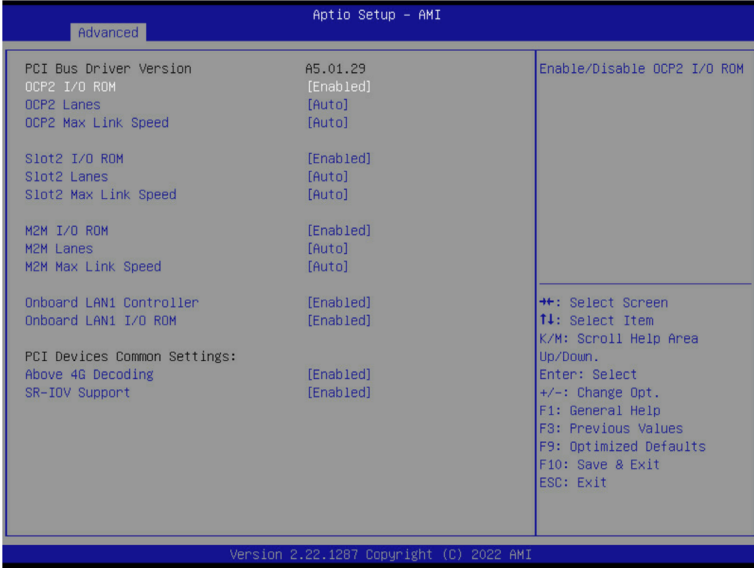 Aptio Setup – AMI
Advanced
PCI Bus Driver Version A5.01.29
OCP2 I/O ROM [Enabled]
OCP2 Lanes [Auto]
OCP2 Max Link Speed [Auto]
Slot2 I/O ROM [Enabled]
Slot2 Lanes [Auto]
Slot2 Max Link Speed [Auto]
M2M I/O ROM [Enabled]
M2M Lanes [Auto]
M2M Max Link Speed [Auto]
Onboard LAN1 Controller [Enabled]
Onboard LAN1 I/O ROM [Enabled]
PCI Devices Common Settings:
Above 4G Decoding [Enabled]
SR-IOV Support [Enabled]
Enable/Disable OCP2 I/O ROM
→←: Select Screen
↑↓: Select Item
K/M: Scroll Help Area
Up/Down.
Enter: Select
+/-: Change Opt.
F1: General Help
F3: Previous Values
F9: Optimized Defaults
F10: Save & Exit
ESC: Exit
Version 2.22.1287 Copyright (C) 2022 AMI